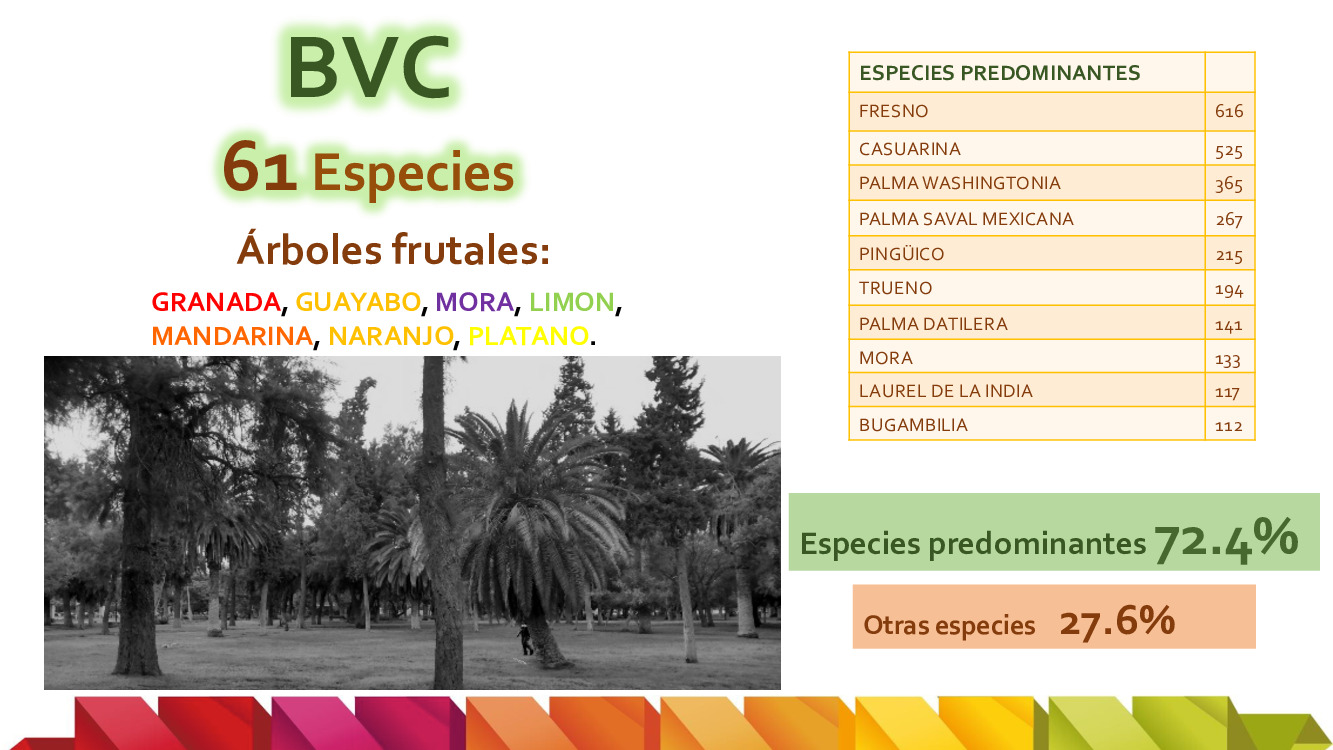 BVC
61 Especies
Árboles frutales:
GRANADA, GUAYABO, MORA, LIMON,
MANDARINA, NARANJO, PLATANO.
ESPECIES PREDOMINANTES
FRESNO 616
CASUARINA 525
PALMA WASHINGTONIA 365
PALMA SAVAL MEXICANA 267
PINGÜICO 215
TRUENO 194
PALMA DATILERA 141
MORA 133
LAUREL DE LA INDIA 117
BUGAMBILIA 112
Especies predominantes 72.4%
Otras especies 27.6%